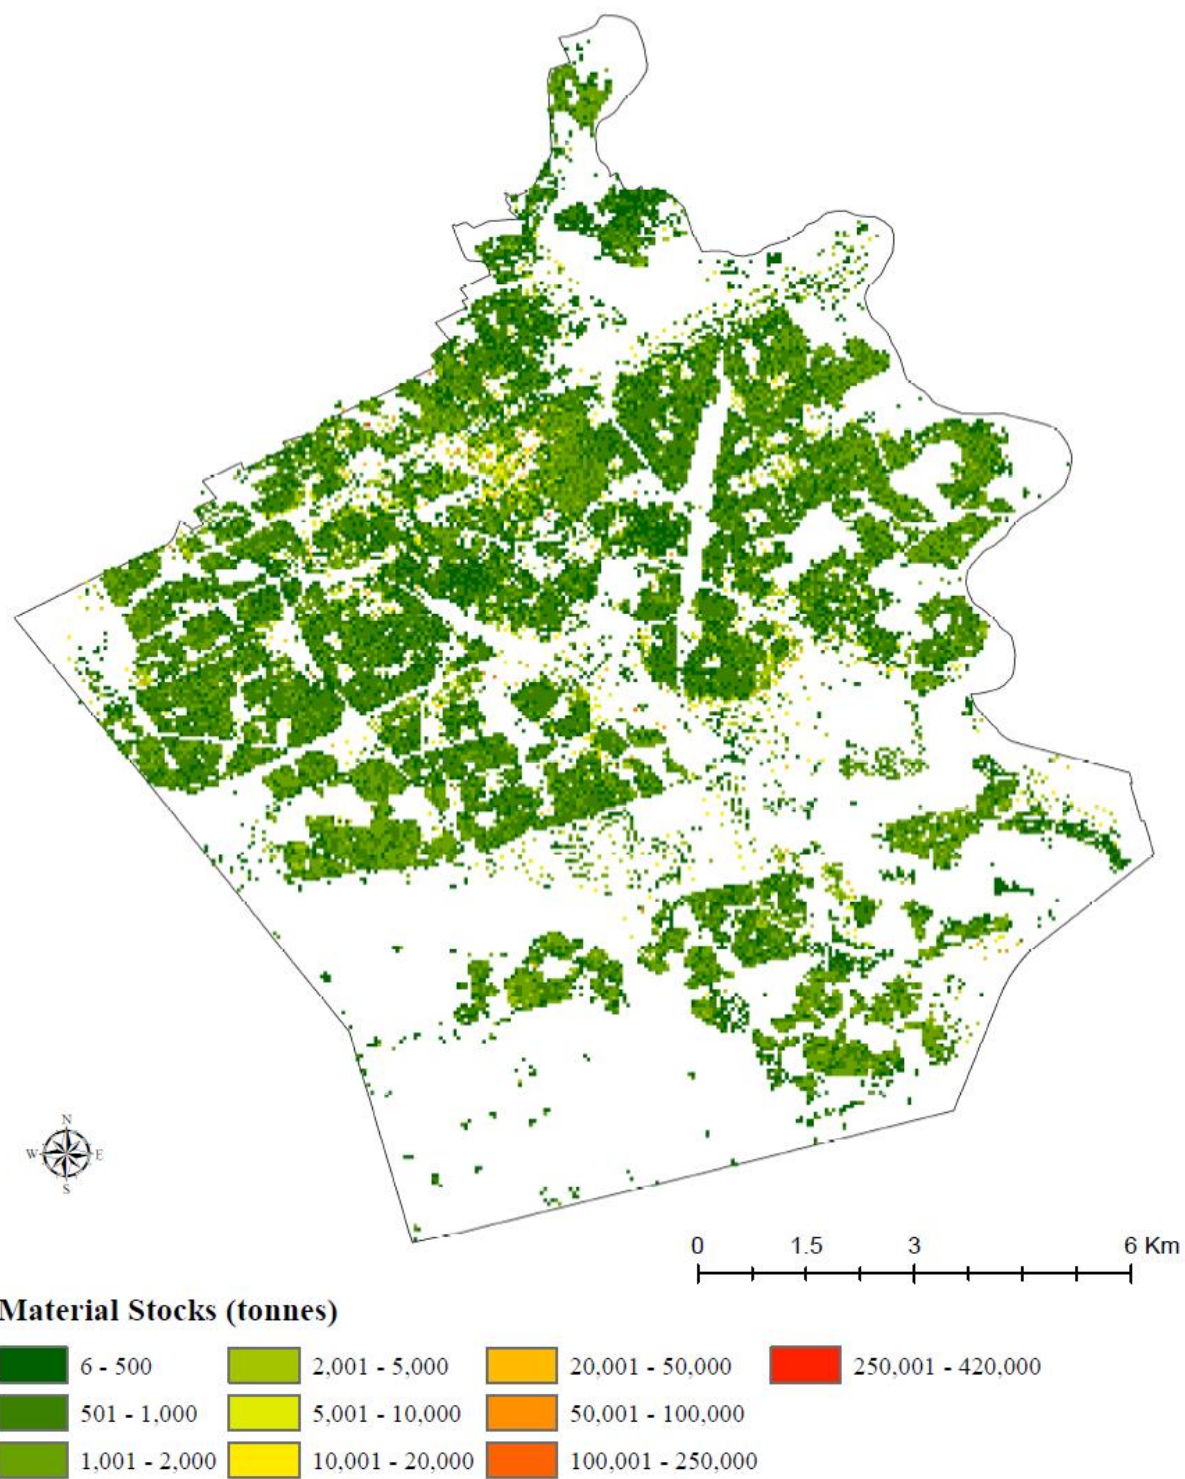 N
W E
S
0 1.5 3 6 Km
Material Stocks (tonnes)
6 - 500 2,001 - 5,000 20,001 - 50,000 250,001 - 420,000
501 - 1,000 5,001 - 10,000 50,001 - 100,000
1,001 - 2,000 10,001 - 20,000 100,001 - 250,000